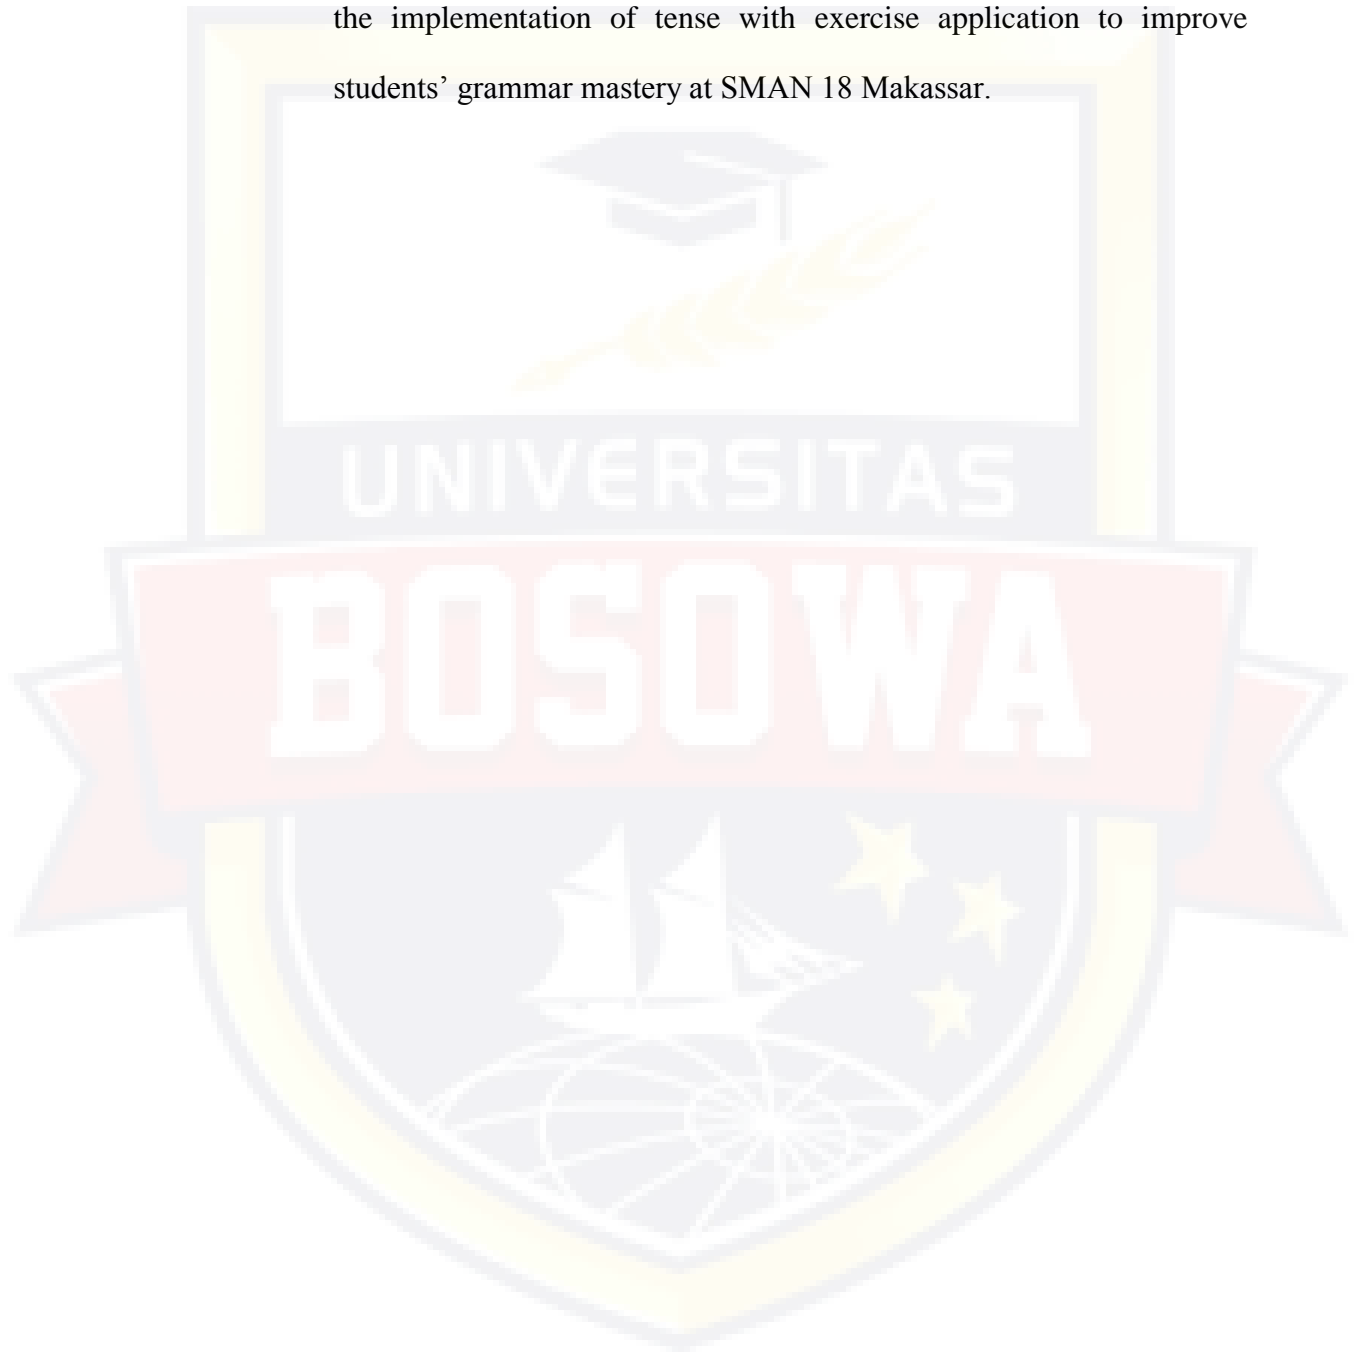 the implementation of tense with exercise application to improve
students’ grammar mastery at SMAN 18 Makassar.
UNIVERSITAS
BOSOWA